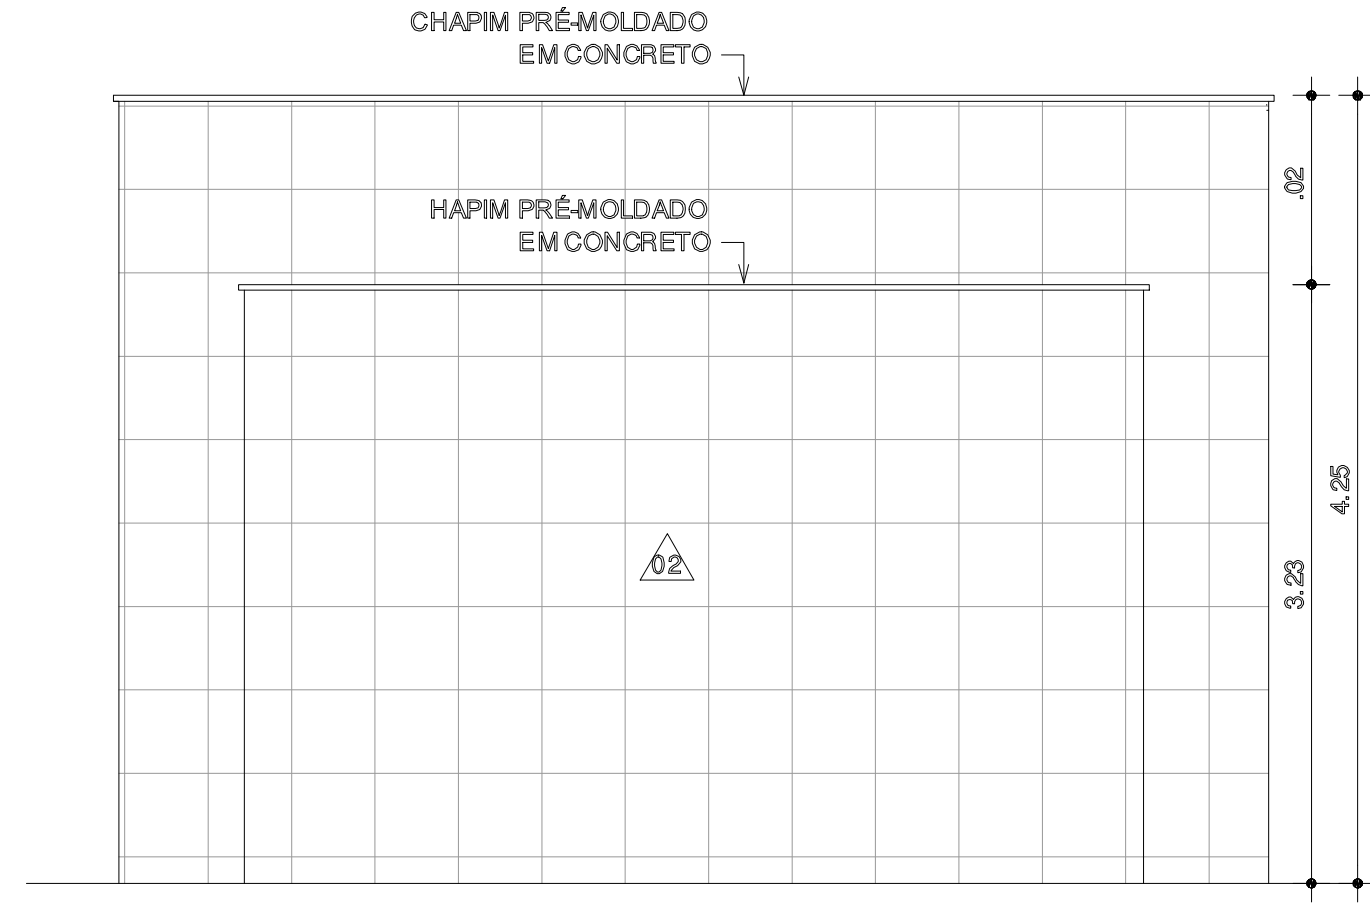 CHAPIM PRÉ-MOLDADO
EM CONCRETO
.02
HAPIM PRÉ-MOLDADO
EM CONCRETO
4.25
02
3.23